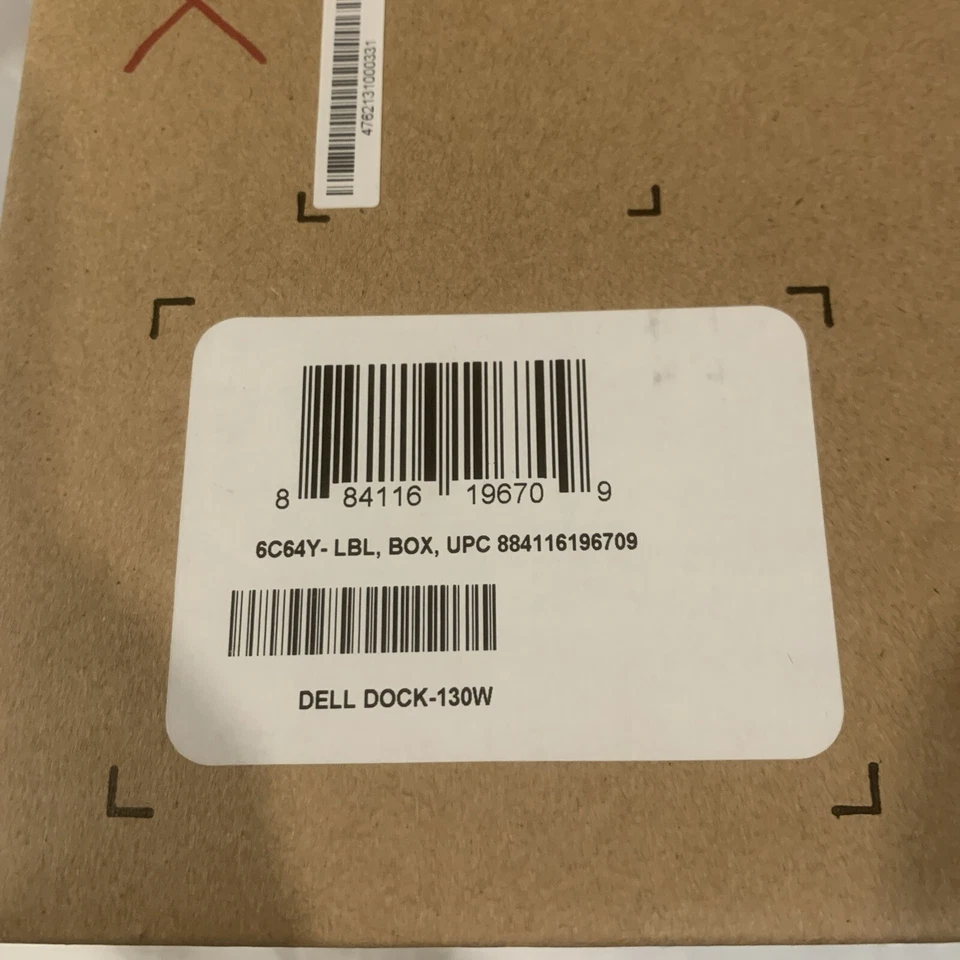 4762131000331
8 84116 19670 9
6C64Y- LBL, BOX, UPC 884116196709
DELL DOCK-130W